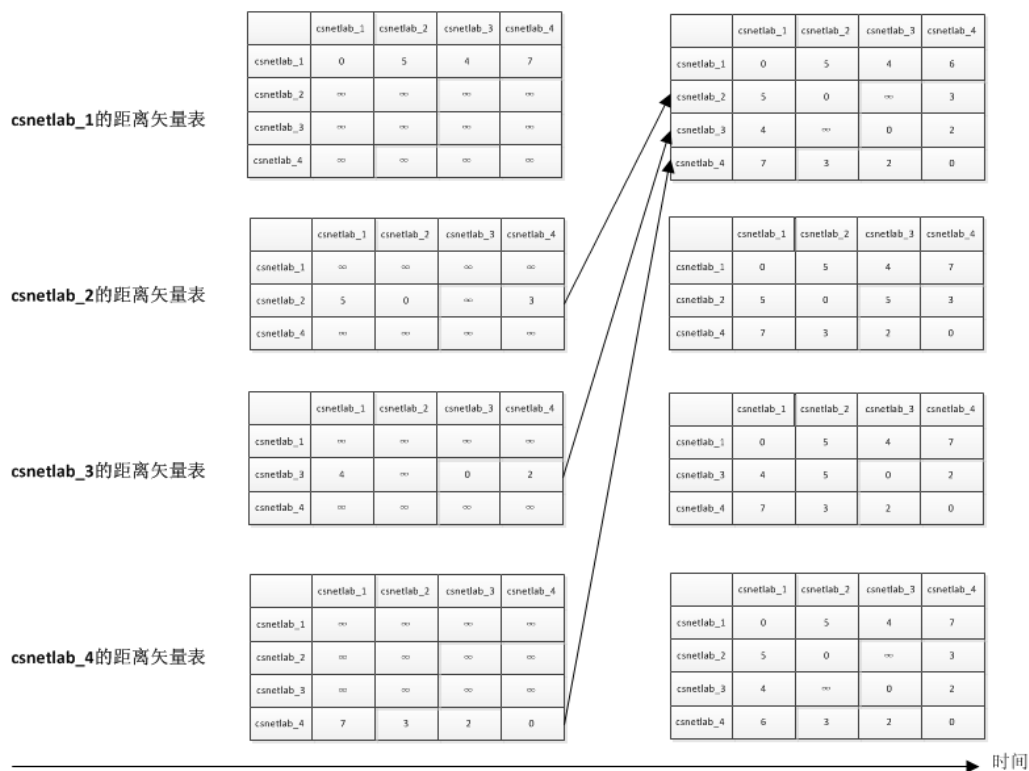 csnetlab_1 csnetlab_2 csnetlab_3 csnetlab_4
csnetlab_1 0 5 4 7
csnetlab_2 ∞ ∞ ∞ ∞
csnetlab_3 ∞ ∞ ∞ ∞
csnetlab_4 ∞ ∞ ∞ ∞
csnetlab_1的距离矢量表
csnetlab_1 csnetlab_2 csnetlab_3 csnetlab_4
csnetlab_1 0 5 4 6
csnetlab_2 5 0 ∞ 3
csnetlab_3 4 ∞ 0 2
csnetlab_4 7 3 2 0
csnetlab_2的距离矢量表
csnetlab_1 csnetlab_2 csnetlab_3 csnetlab_4
csnetlab_1 ∞ ∞ ∞ ∞
csnetlab_2 5 0 ∞ 3
csnetlab_4 ∞ ∞ ∞ ∞
csnetlab_1 csnetlab_2 csnetlab_3 csnetlab_4
csnetlab_1 0 5 4 7
csnetlab_2 5 0 5 3
csnetlab_4 7 3 2 0
csnetlab_3的距离矢量表
csnetlab_1 csnetlab_2 csnetlab_3 csnetlab_4
csnetlab_1 ∞ ∞ ∞ ∞
csnetlab_3 4 ∞ 0 2
csnetlab_4 ∞ ∞ ∞ ∞
csnetlab_1 csnetlab_2 csnetlab_3 csnetlab_4
csnetlab_1 0 5 4 7
csnetlab_3 4 5 0 2
csnetlab_4 7 3 2 0
csnetlab_4的距离矢量表
csnetlab_1 csnetlab_2 csnetlab_3 csnetlab_4
csnetlab_1 ∞ ∞ ∞ ∞
csnetlab_2 ∞ ∞ ∞ ∞
csnetlab_3 ∞ ∞ ∞ ∞
csnetlab_4 7 3 2 0
csnetlab_1 csnetlab_2 csnetlab_3 csnetlab_4
csnetlab_1 0 5 4 7
csnetlab_2 5 0 ∞ 3
csnetlab_3 4 ∞ 0 2
csnetlab_4 6 3 2 0
时间